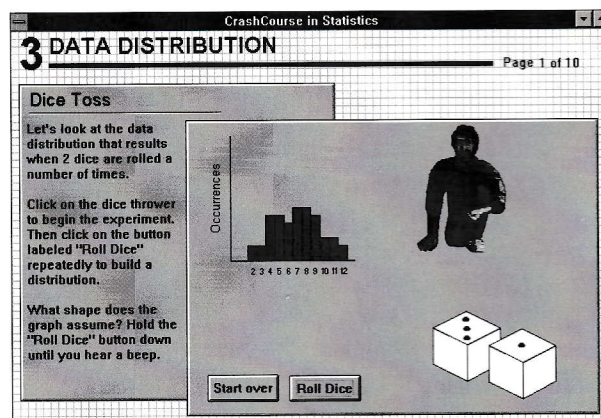 CrashCourse in Statistics
3 DATA DISTRIBUTION
Page 1 of 10
Dice Toss
Let's look at the data
distribution that results
when 2 dice are rolled a
number of times.
Click on the dice thrower
to begin the experiment.
Then click on the button
labeled "Roll Dice"
repeatedly to build a
distribution.
What shape does the
graph assume? Hold the
"Roll Dice" button down
until you hear a beep.
Occurrences
2 3 4 5 6 7 8 9 10 11 12
Start over
Roll Dice